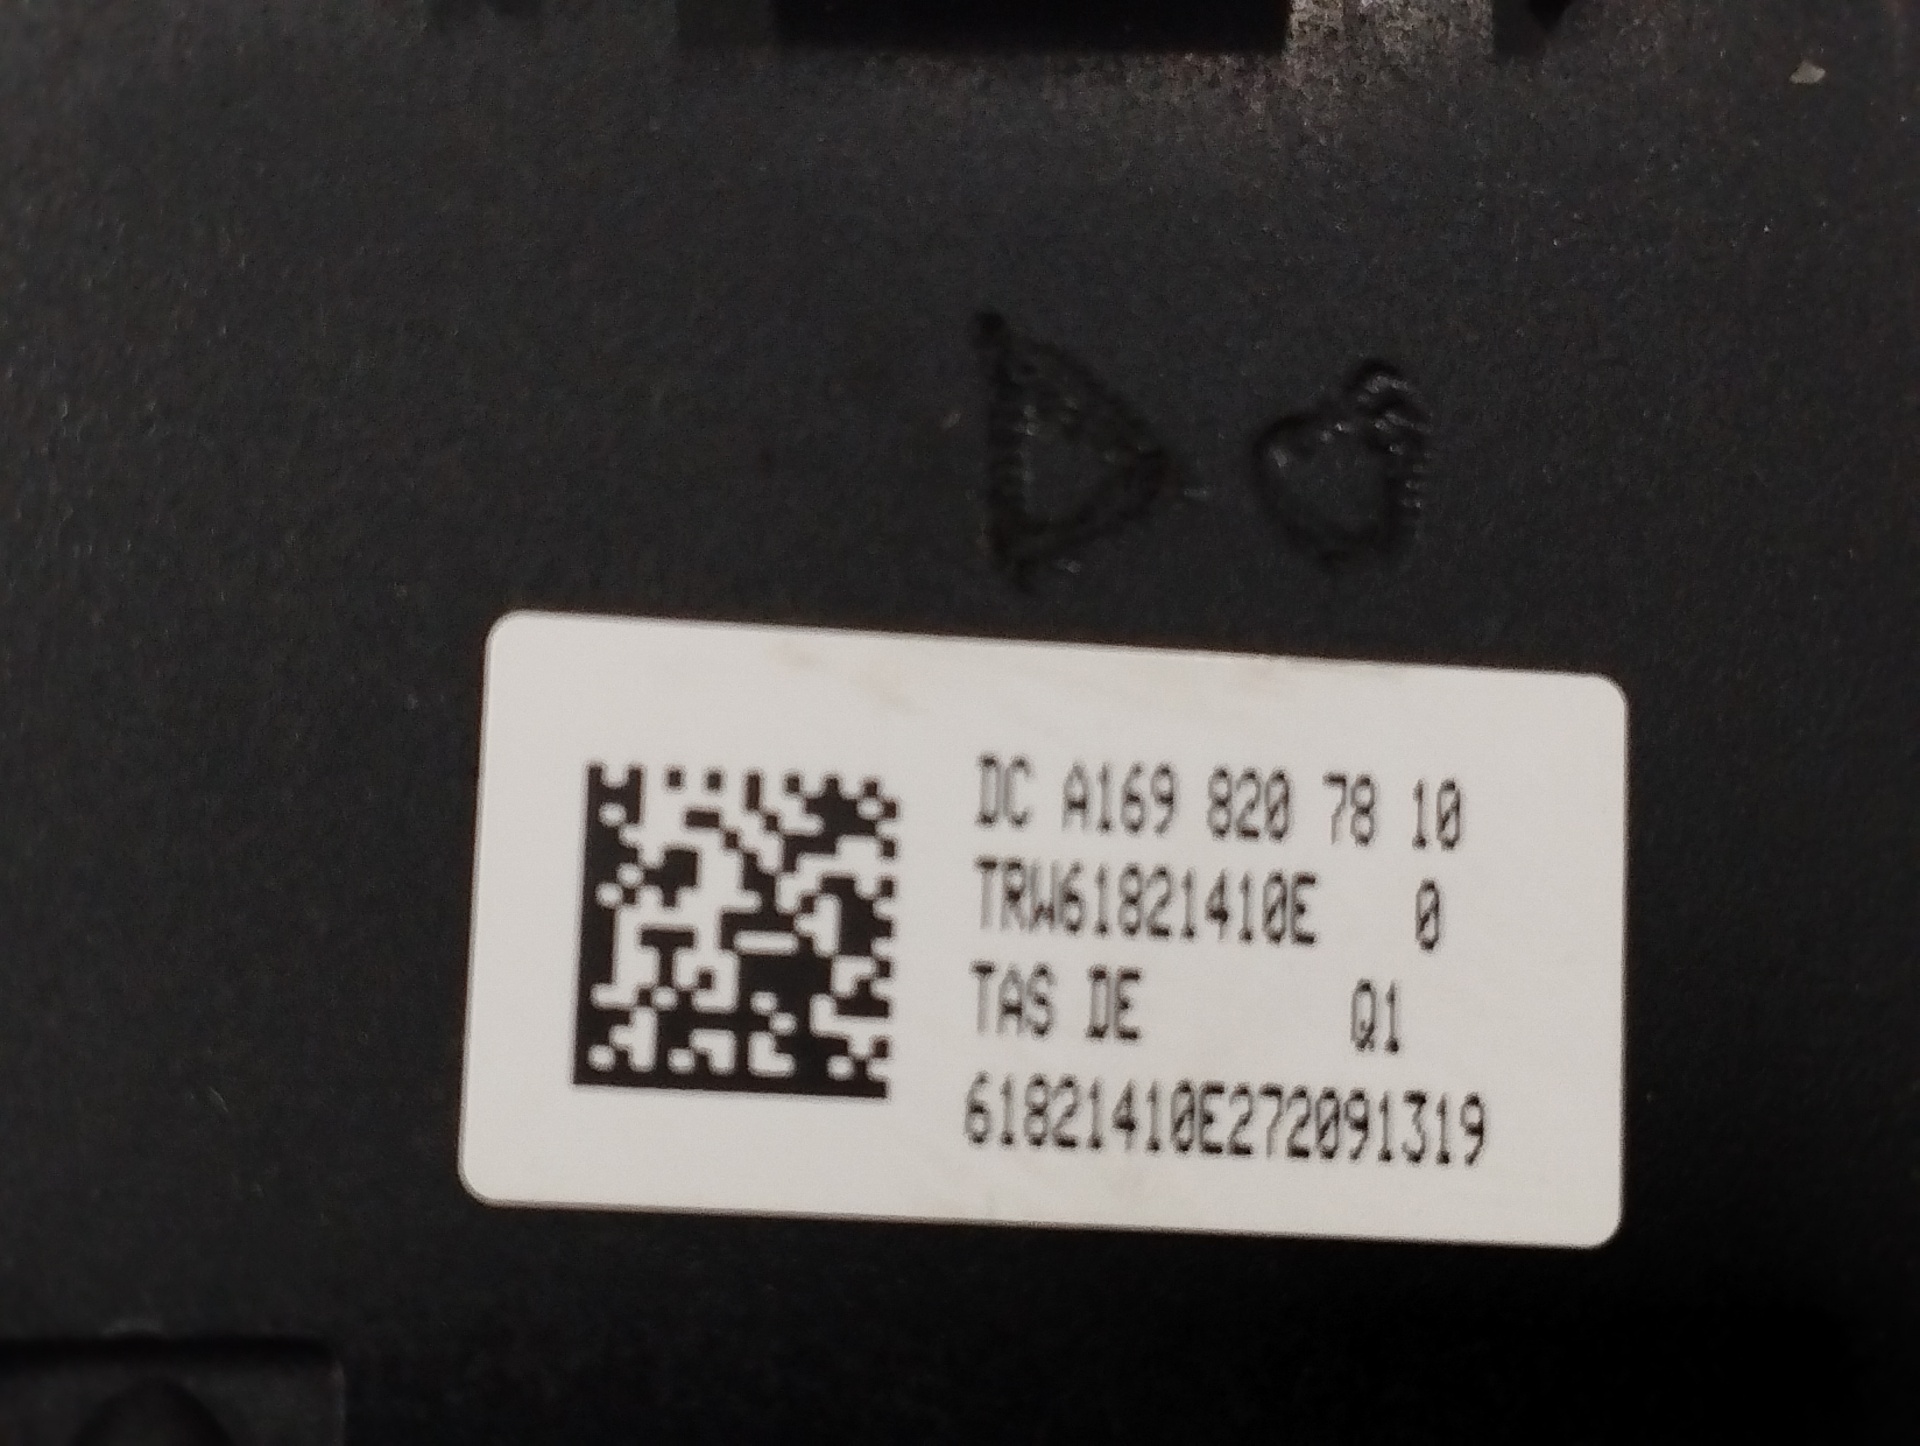 DC A169 820 78 10
TRW61821410E 0
TAS DE Q1
61821410E272091319